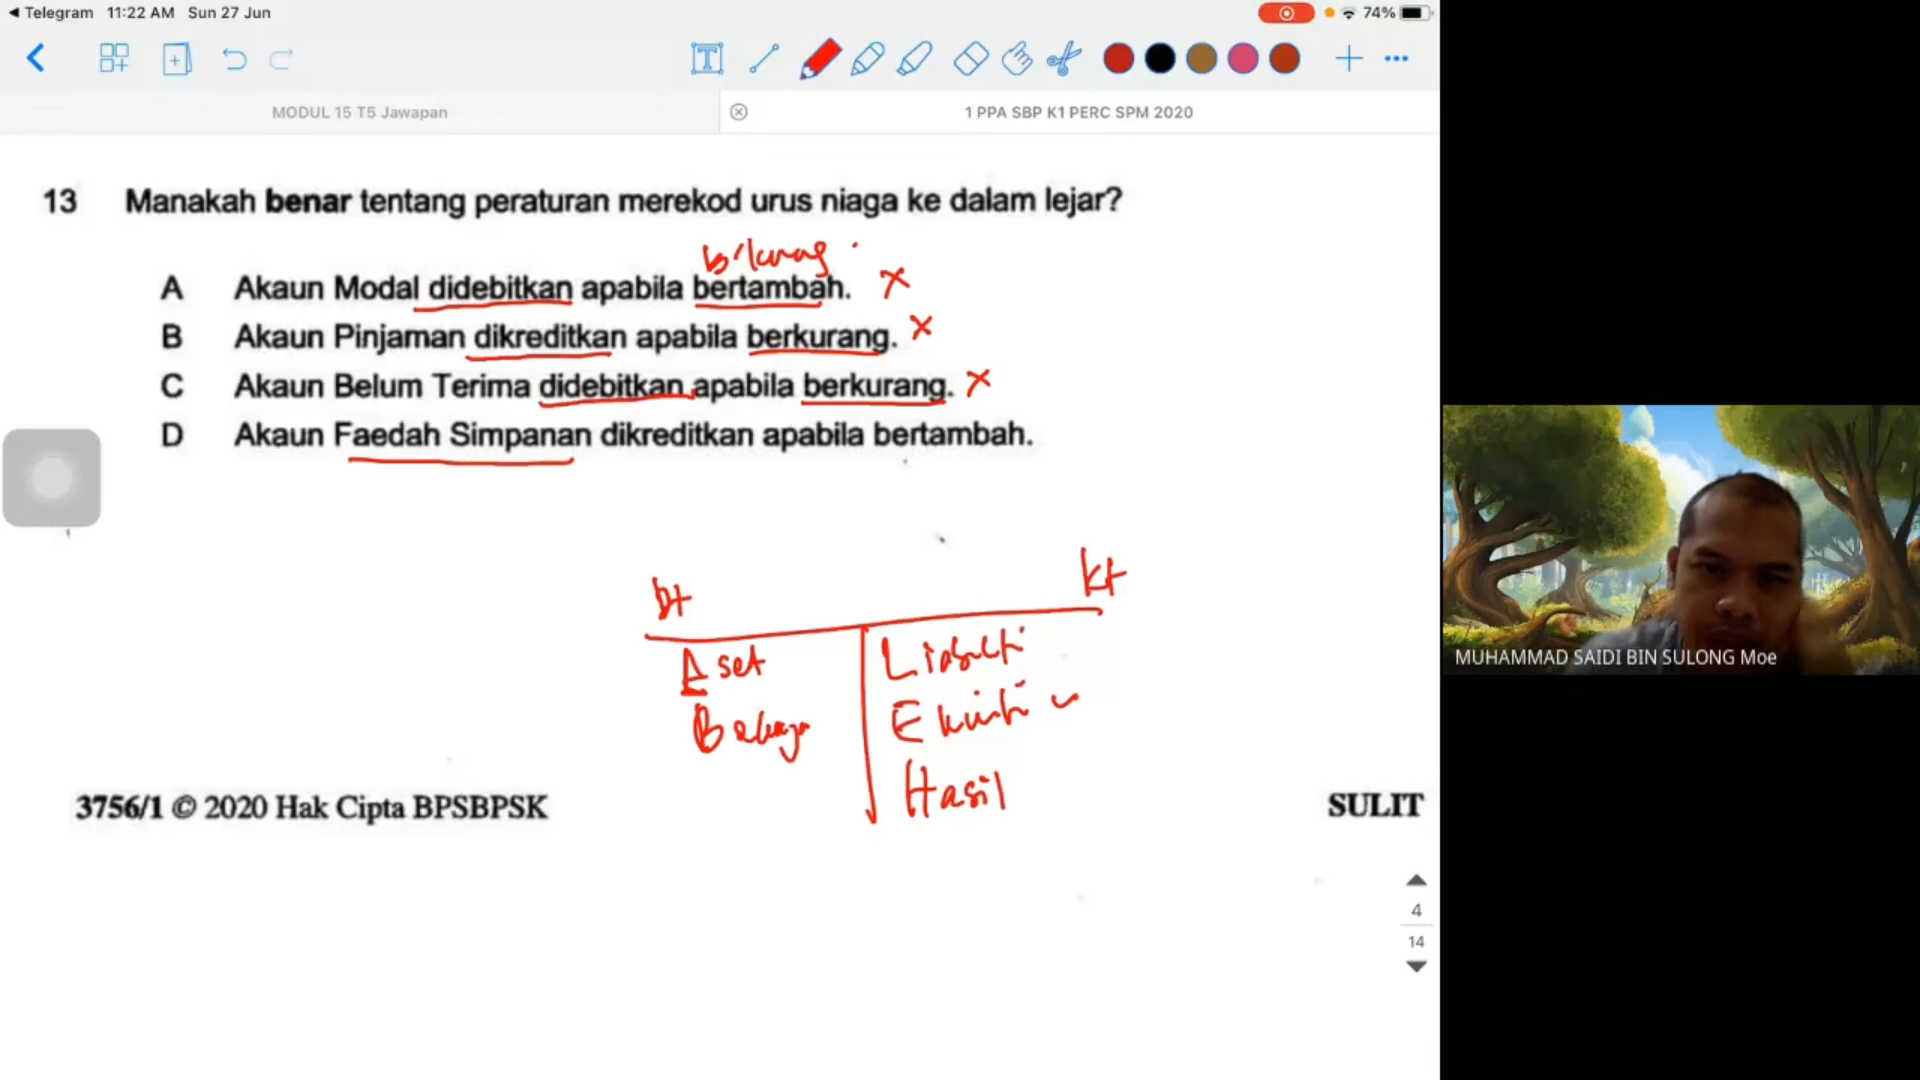 Telegram 11:22 AM Sun 27 Jun
74%
MODUL 15 T5 Jawapan
1 PPA SBP K1 PERC SPM 2020
13 Manakah benar tentang peraturan merekod urus niaga ke dalam lejar?
b'kurang
A Akaun Modal didebitkan apabila bertambah. X
B Akaun Pinjaman dikreditkan apabila berkurang. X
C Akaun Belum Terima didebitkan apabila berkurang. X
D Akaun Faedah Simpanan dikreditkan apabila bertambah.
Dt Kt
Aset Liabiliti
Belanja Ekuiti
Hasil
3756/1 © 2020 Hak Cipta BPSBPSK
SULIT
4
14
MUHAMMAD SAIDI BIN SULONG Moe